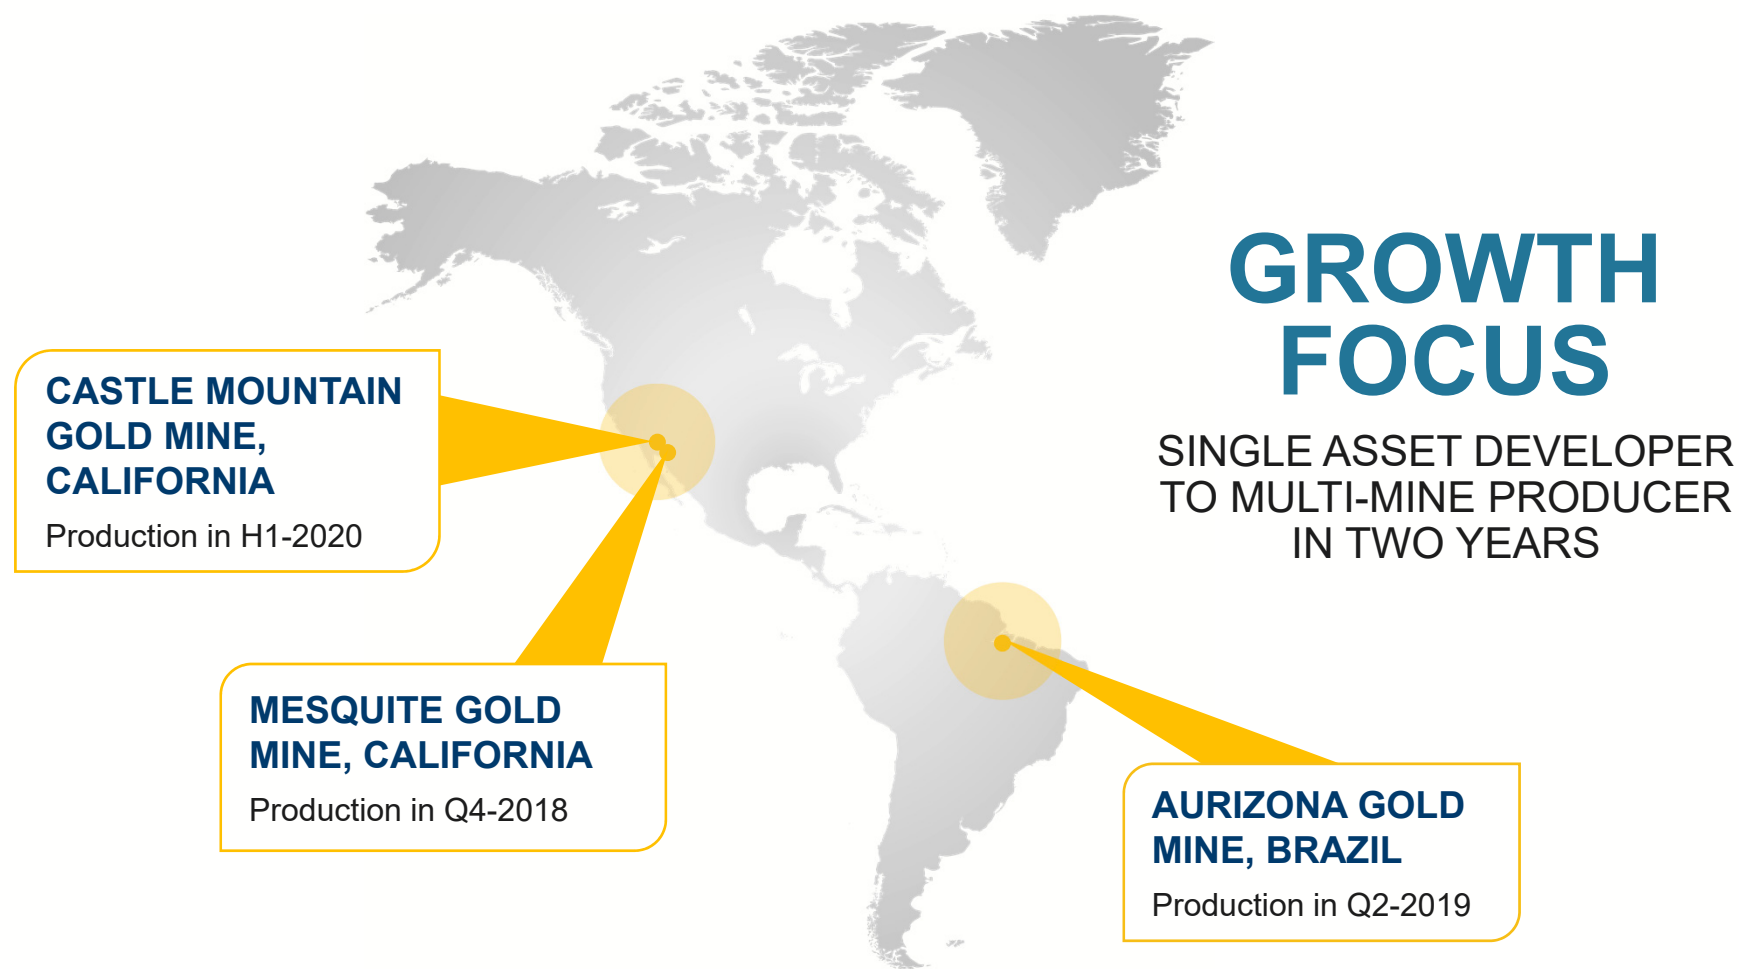 GROWTH
FOCUS
SINGLE ASSET DEVELOPER
TO MULTI-MINE PRODUCER
IN TWO YEARS
CASTLE MOUNTAIN
GOLD MINE,
CALIFORNIA
Production in H1-2020
MESQUITE GOLD
MINE, CALIFORNIA
Production in Q4-2018
AURIZONA GOLD
MINE, BRAZIL
Production in Q2-2019